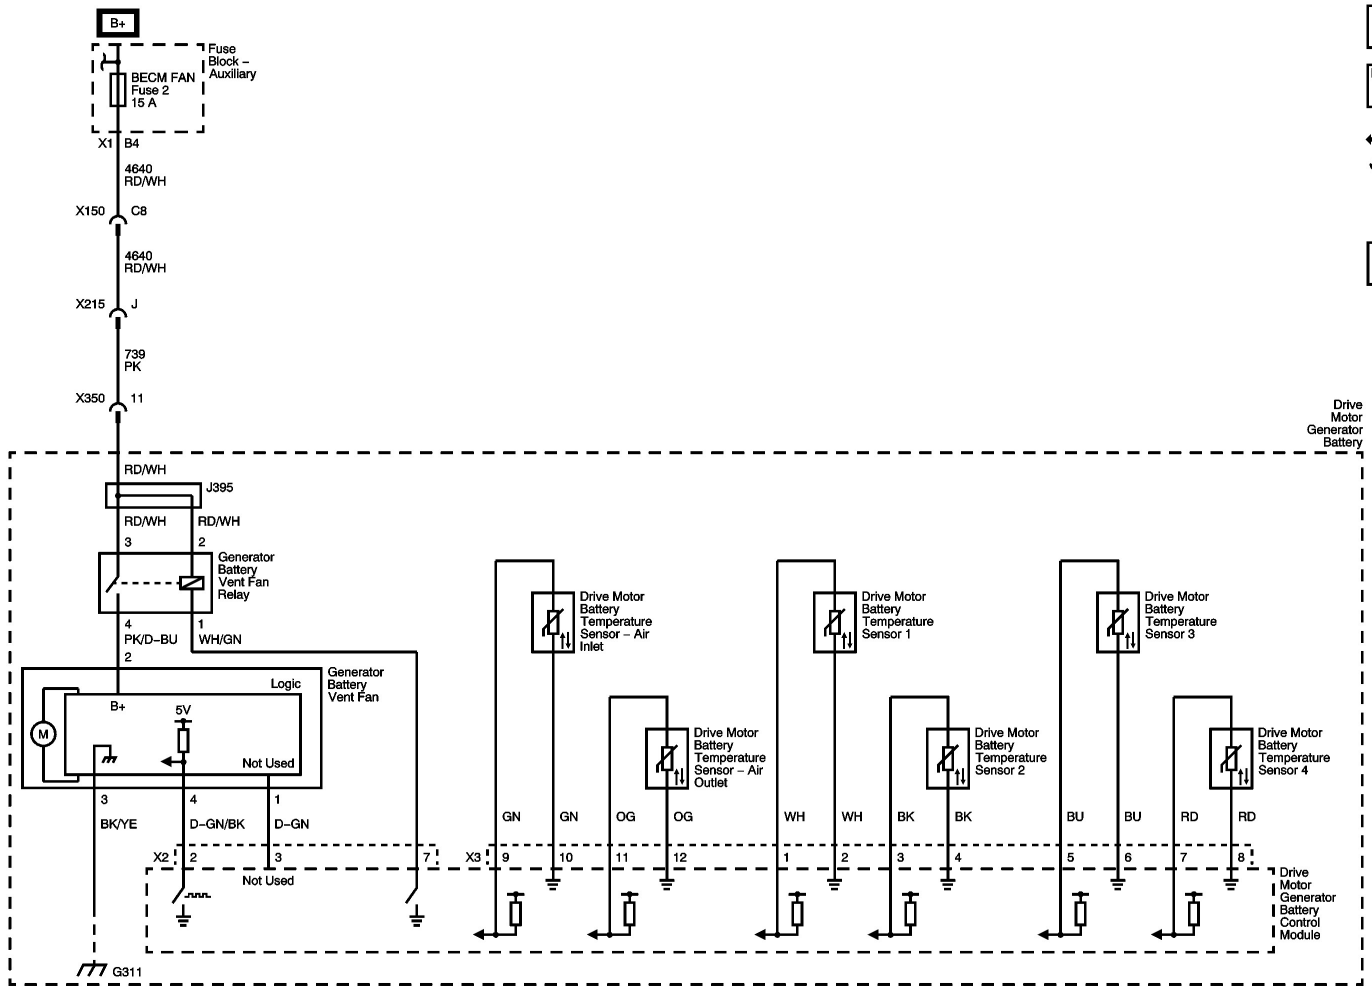 B+
Fuse
Block –
Auxiliary
BECM FAN
Fuse 2
15 A
X1 B4
4640
RD/WH
X150 C8
4640
RD/WH
X215 J
739
PK
X350 11
Drive
Motor
Generator
Battery
RD/WH
J395
RD/WH RD/WH
3 2
Generator
Battery
Vent Fan
Relay
4 1
PK/D–BU WH/GN
2
Generator
Battery
Vent Fan
Logic
B+
5V
M
Not Used
3 4 1
BK/YE D–GN/BK D–GN
Drive Motor
Battery
Temperature
Sensor – Air
Inlet
Drive Motor
Battery
Temperature
Sensor 1
Drive Motor
Battery
Temperature
Sensor 3
Drive Motor
Battery
Temperature
Sensor – Air
Outlet
Drive Motor
Battery
Temperature
Sensor 2
Drive Motor
Battery
Temperature
Sensor 4
GN GN OG OG WH WH BK BK BU BU RD RD
X2 2 3 7 X3 9 10 11 12 1 2 3 4 5 6 7 8
Not Used
Drive
Motor
Generator
Battery
Control
Module
G311